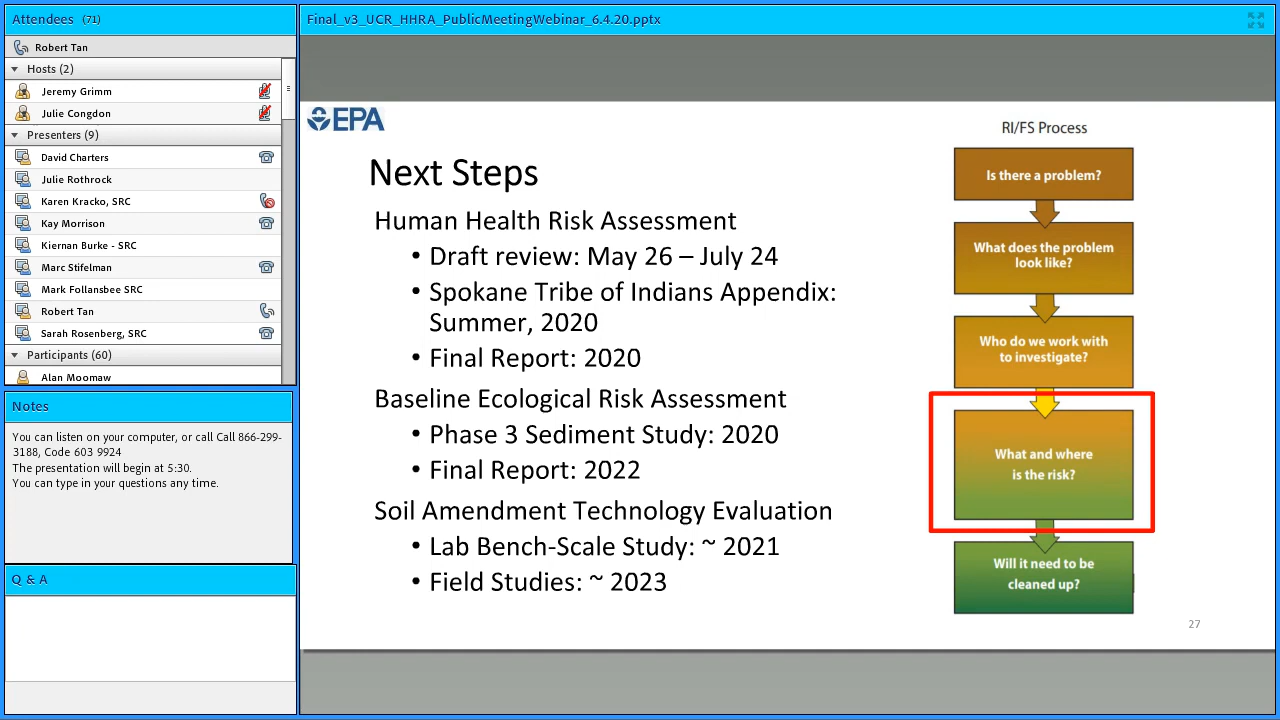 Attendees (71)
Robert Tan
Hosts (2)
Jeremy Grimm
Julie Congdon
Presenters (9)
David Charters
Julie Rothrock
Karen Kracko, SRC
Kay Morrison
Kiernan Burke - SRC
Marc Stifelman
Mark Follansbee SRC
Robert Tan
Sarah Rosenberg, SRC
Participants (60)
Alan Moomaw
Notes
You can listen on your computer, or call Call 866-299-
3188, Code 603 9924
The presentation will begin at 5:30.
You can type in your questions any time.
Q & A
Final_v3_UCR_HHRA_PublicMeetingWebinar_6.4.20.pptx
EPA
Next Steps
Human Health Risk Assessment
• Draft review: May 26 – July 24
• Spokane Tribe of Indians Appendix:
Summer, 2020
• Final Report: 2020
Baseline Ecological Risk Assessment
• Phase 3 Sediment Study: 2020
• Final Report: 2022
Soil Amendment Technology Evaluation
• Lab Bench-Scale Study: ~ 2021
• Field Studies: ~ 2023
RI/FS Process
Is there a problem?
What does the problem
look like?
Who do we work with
to investigate?
What and where
is the risk?
Will it need to be
cleaned up?
27